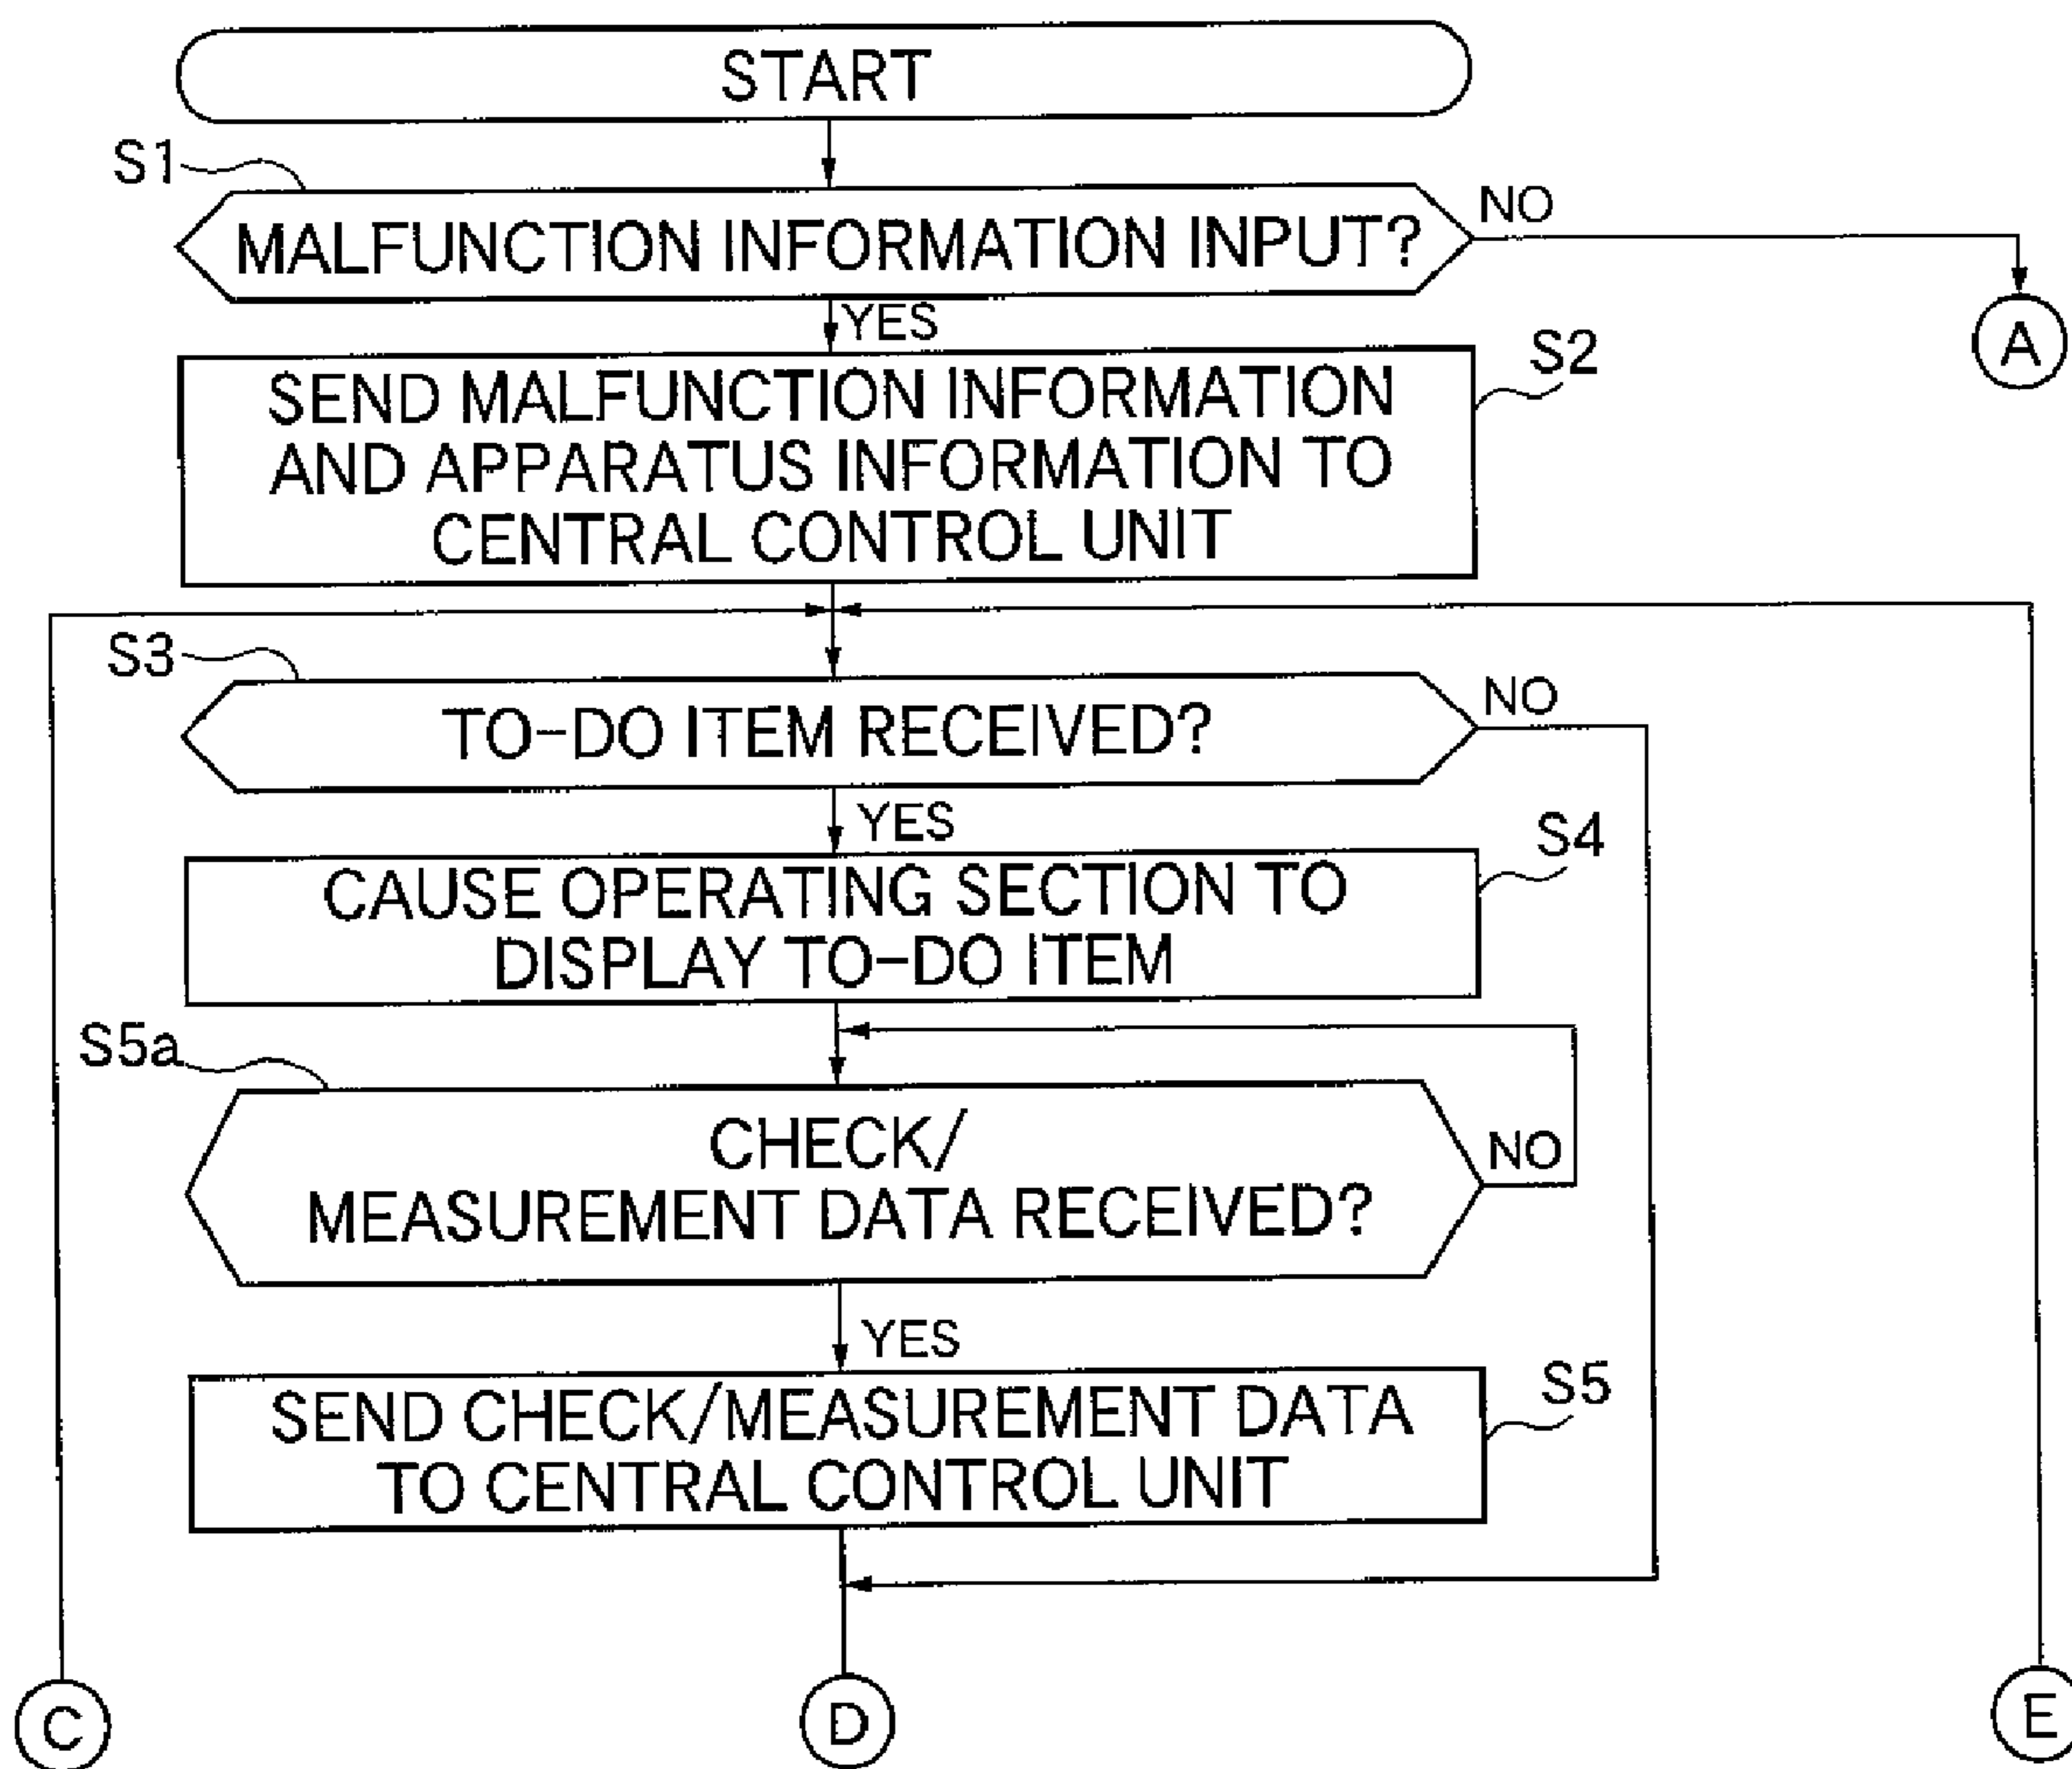 START
S1
MALFUNCTION INFORMATION INPUT?
NO
A
YES
S2
SEND MALFUNCTION INFORMATION
AND APPARATUS INFORMATION TO
CENTRAL CONTROL UNIT
S3
TO-DO ITEM RECEIVED?
NO
YES
S4
CAUSE OPERATING SECTION TO
DISPLAY TO-DO ITEM
S5a
CHECK/
MEASUREMENT DATA RECEIVED?
NO
YES
S5
SEND CHECK/MEASUREMENT DATA
TO CENTRAL CONTROL UNIT
C
D
E